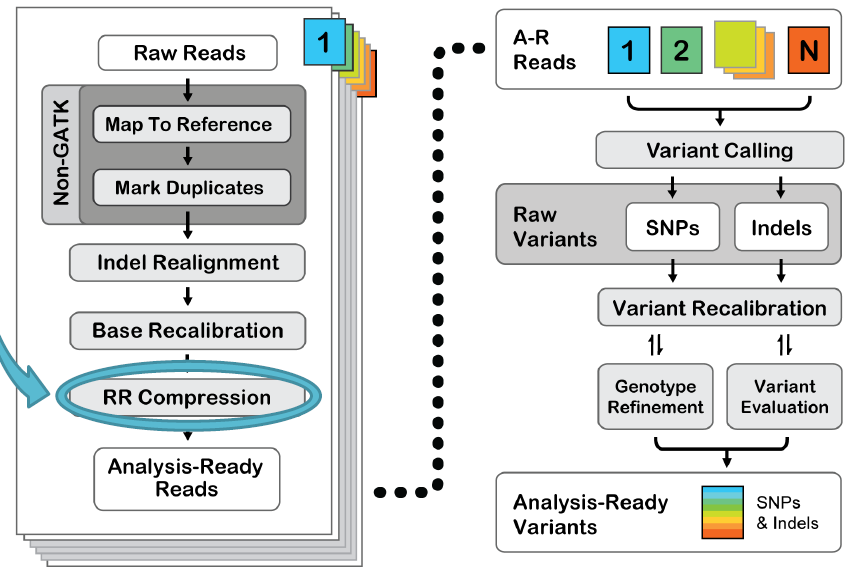 1
Raw Reads
Non-GATK
Map To Reference
Mark Duplicates
Indel Realignment
Base Recalibration
RR Compression
Analysis-Ready
Reads
A-R
Reads
1 2 N
Variant Calling
Raw
Variants
SNPs
Indels
Variant Recalibration
Genotype
Refinement
Variant
Evaluation
Analysis-Ready
Variants
SNPs
& Indels